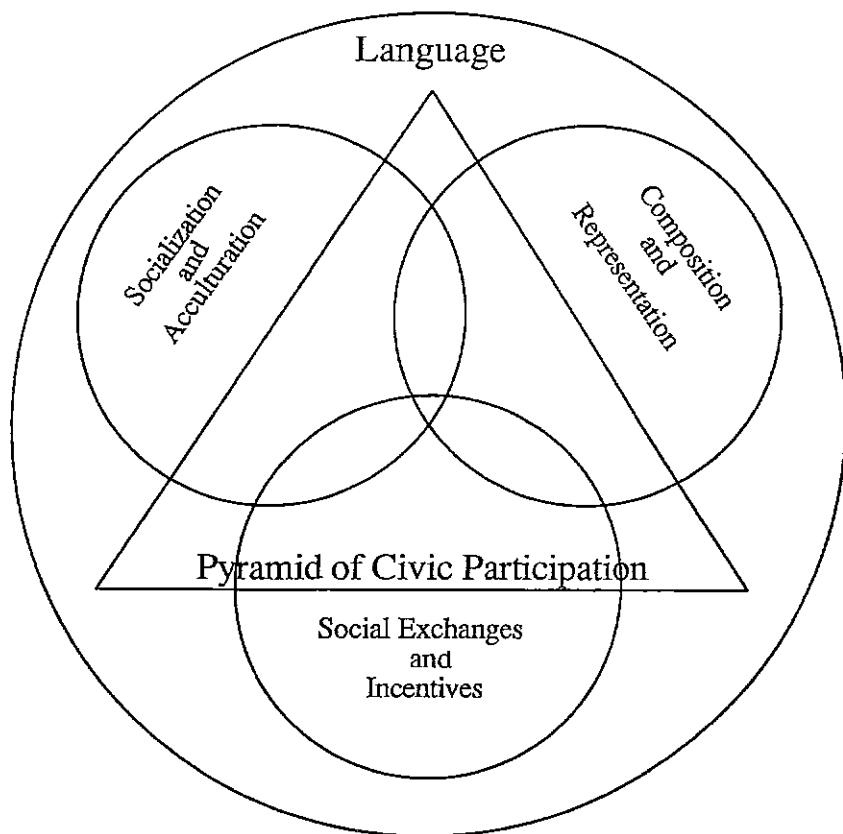 Language
Socialization
and
Acculturation
Composition
and
Representation
Pyramid of Civic Participation
Social Exchanges
and
Incentives